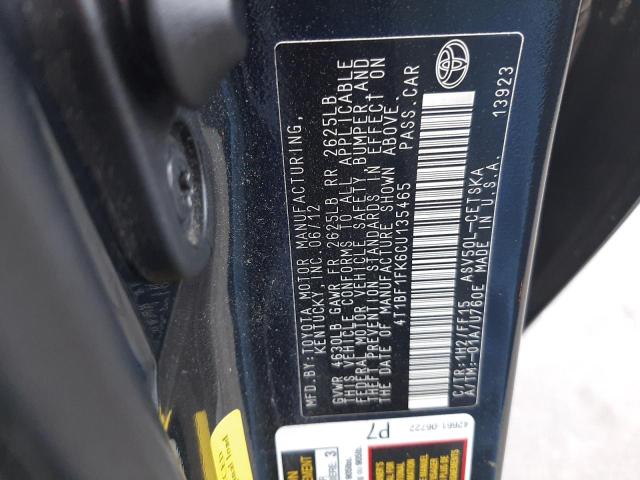 MFD.BY:TOYOTA MOTOR MANUFACTURING,
KENTUCKY, INC. 06/12
GVWR 4630LB GAWR FR 2625LB RR 2625LB
THIS VEHICLE CONFORMS TO ALL APPLICABLE
FEDERAL MOTOR VEHICLE SAFETY, BUMPER AND
THEFT PREVENTION STANDARDS IN EFFECT ON
THE DATE OF MANUFACTURE SHOWN ABOVE.
4T1BF1FK6CU135465 PASS.CAR
C/TR:1H2/FF15 ASV50L-CETSKA
A/TM:-01A/U760E MADE IN U.S.A.
13923
42661-06722
P7